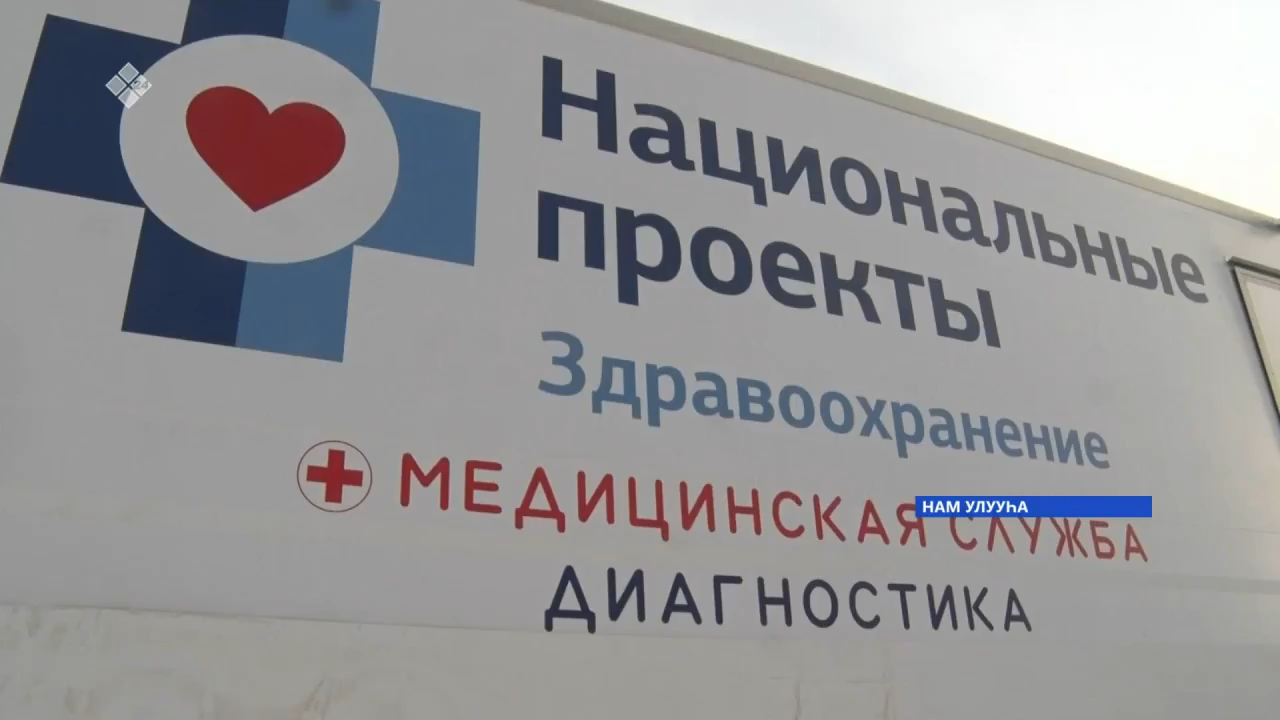 Национальные
проекты
Здравоохранение
МЕДИЦИНСКАЯ СЛУЖБА
НАМ УЛУУҺА
ДИАГНОСТИКА